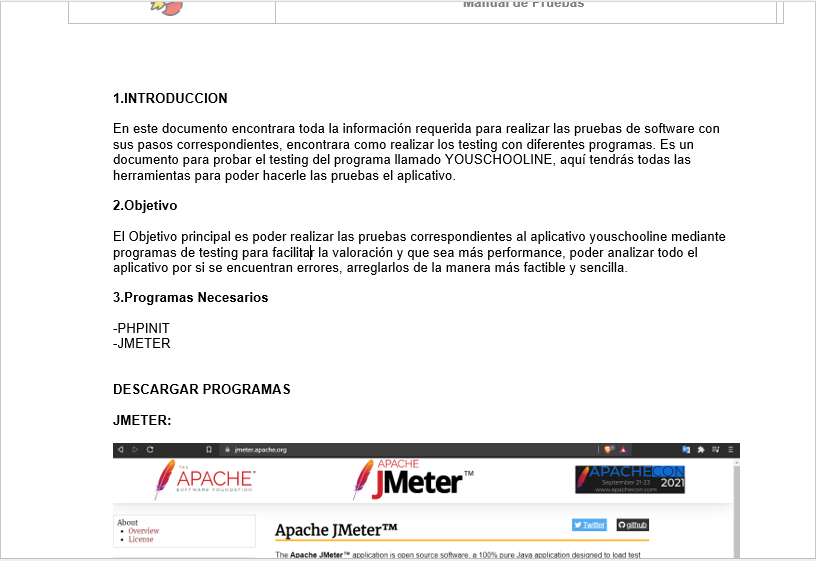 Manual de Pruebas
1.INTRODUCCION
En este documento encontrara toda la información requerida para realizar las pruebas de software con
sus pasos correspondientes, encontrara como realizar los testing con diferentes programas. Es un
documento para probar el testing del programa llamado YOUSCHOOLINE, aquí tendrás todas las
herramientas para poder hacerle las pruebas el aplicativo.
2.Objetivo
El Objetivo principal es poder realizar las pruebas correspondientes al aplicativo youschooline mediante
programas de testing para facilitar la valoración y que sea más performance, poder analizar todo el
aplicativo por si se encuentran errores, arreglarlos de la manera más factible y sencilla.
3.Programas Necesarios
-PHPINIT
-JMETER
DESCARGAR PROGRAMAS
JMETER:
jmeter.apache.org
THE
APACHE
SOFTWARE FOUNDATION
APACHE
JMeter™
APACHECON
September 21-23
2021
www.apachecon.com
About
Overview
License
Apache JMeter™
Twitter
github
The Apache JMeter™ application is open source software, a 100% pure Java application designed to load test